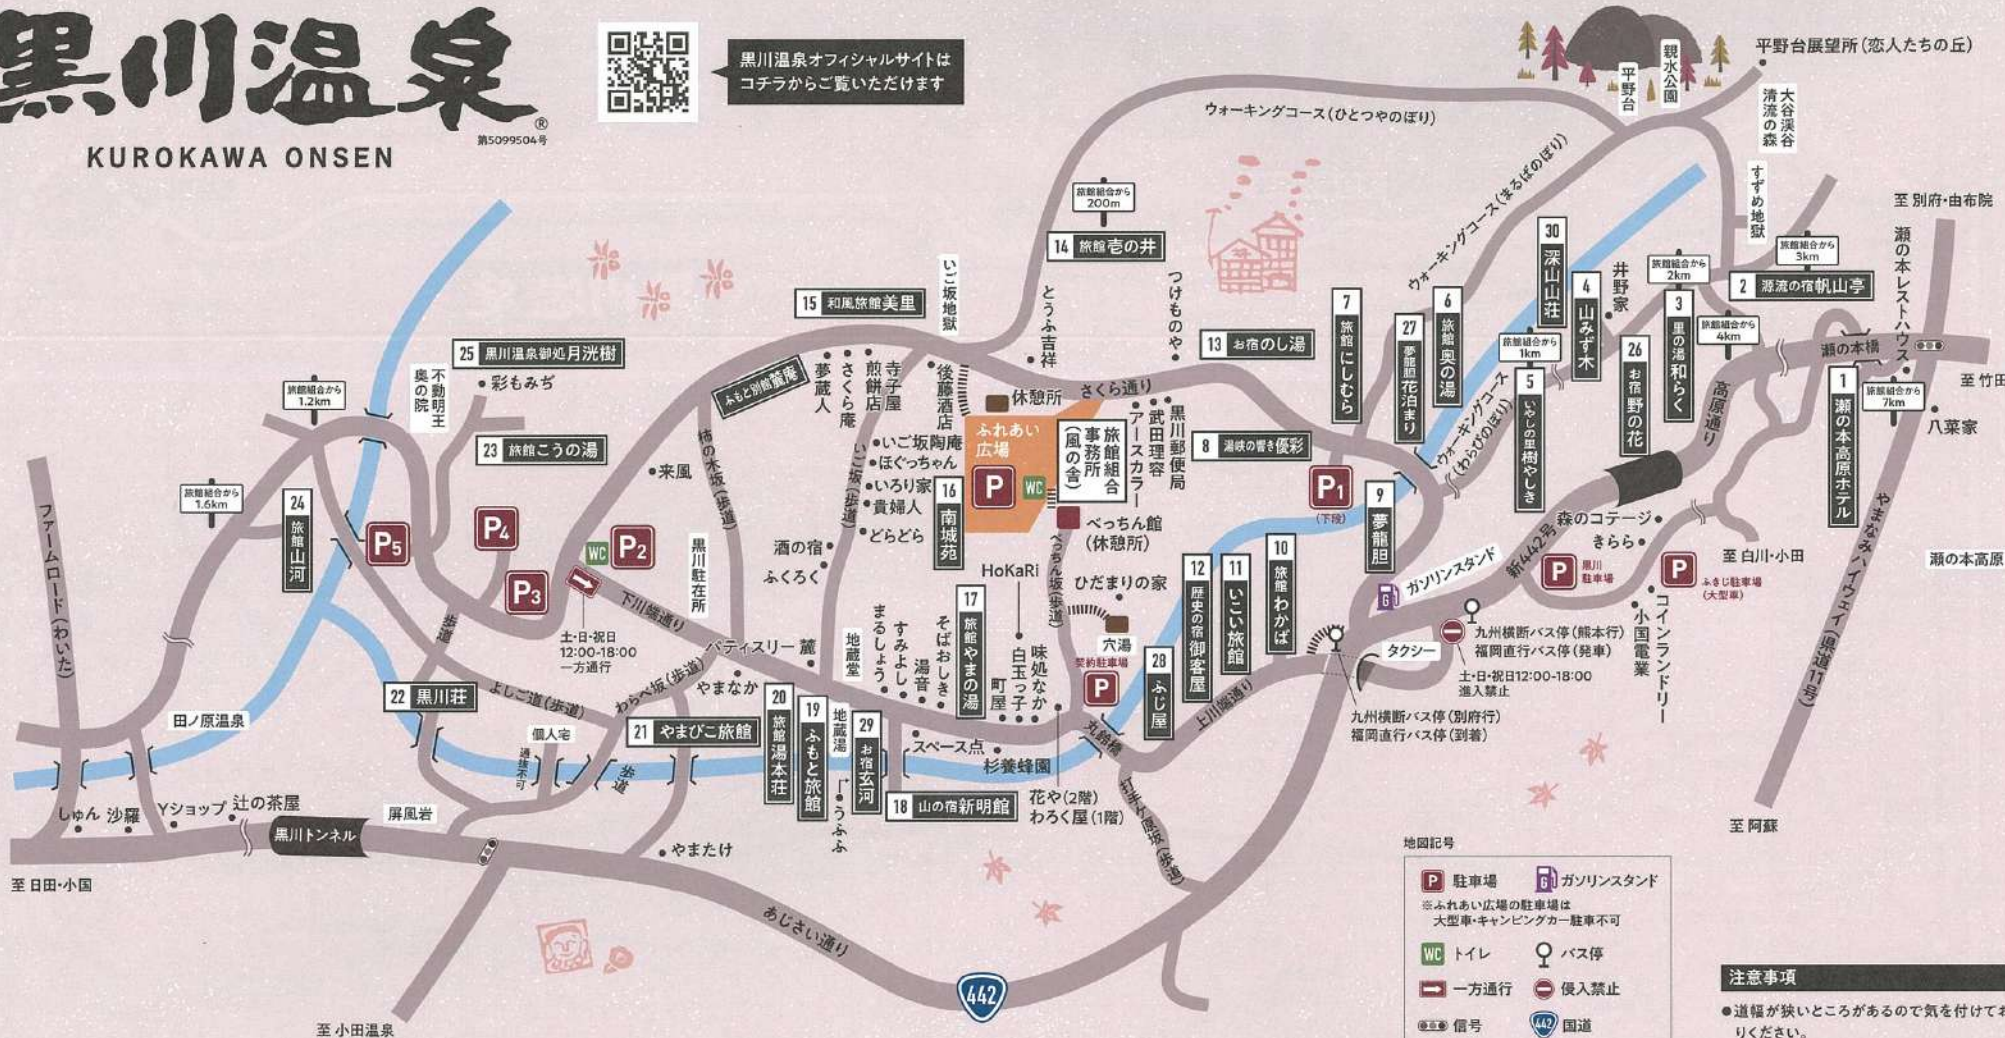 黒川温泉
®
第5099504号
KUROKAWA ONSEN
黒川温泉オフィシャルサイトは
コチラからご覧いただけます
ウォーキングコース(ひとつやのぼり)
ウォーキングコース(まるばのぼり)
ウォーキングコース
(わらびのぼり)
平野台
親水公園
平野台展望所(恋人たちの丘)
大谷渓谷
清流の森
すずめ地獄
至 別府・由布院
瀬の本レストハウス
旅館組合から
200m
14 旅館壱の井
15 和風旅館美里
いご坂地獄
とうふ吉祥
つけものや
13 お宿のし湯
7 旅館にしむら
27 夢龍胆花泊まり
6 旅館奥の湯
30 深山山荘
4 山みず木
井野家
旅館組合から
2km
3 里の湯和らく
旅館組合から
3km
2 源流の宿帆山亭
旅館組合から
4km
旅館組合から
1km
5 いやしの里樹やしき
26 お宿野の花
高原通り
瀬の本橋
1 瀬の本高原ホテル
旅館組合から
7km
至 竹田
八菜家
25 黒川温泉御処月洸樹
彩もみぢ
不動明王
奥の院
旅館組合から
1.2km
旅館組合から
1.6km
23 旅館こうの湯
24 旅館山河
ファームロード(わいた)
来風
ふもと別館麓庵
柿の木坂(歩道)
夢蔵人
さくら庵
煎餅店
寺子屋
後藤酒店
休憩所
さくら通り
ふれあい
広場
P
WC
旅館組合
事務所
(風の舎)
アースカラー
武田理容
黒川郵便局
8 湯峡の響き優彩
P1
(下段)
9 夢龍胆
いご坂陶庵
ほぐっちゃん
いろり家
貴婦人
どらどら
いご坂(歩道)
酒の宿
ふくろく
16 南城苑
べっちん館
(休憩所)
べっちん坂(歩道)
HoKaRi
ひだまりの家
穴湯
契約駐車場
P
P5
P4
P3
WC
P2
土・日・祝日
12:00-18:00
一方通行
下川端通り
黒川駐在所
パティスリー 麓
地蔵堂
まるしょう
すみよし
湯音
そばおしき
17 旅館やまの湯
町屋
白玉っ子
味処なか
28 ふじ屋
12 歴史の宿御客屋
11 いこい旅館
10 旅館わかば
上川端通り
G
ガソリンスタンド
新442号
森のコテージ
きらら
P
黒川
駐車場
P
ふきじ駐車場
(大型車)
至 白川・小田
コインランドリー
小国電業
やまなみハイウェイ(県道11号)
瀬の本高原
タクシー
九州横断バス停(熊本行)
福岡直行バス停(発車)
土・日・祝日12:00-18:00
進入禁止
九州横断バス停(別府行)
福岡直行バス停(到着)
歩道
よしご道(歩道)
わらべ坂(歩道)
やまなか
22 黒川荘
田ノ原温泉
個人宅
通抜不可
歩道
21 やまびこ旅館
20 旅館湯本荘
19 ふもと旅館
地蔵湯
うふふ
29 お宿玄河
スペース点
杉養蜂園
18 山の宿新明館
花や(2階)
わろく屋(1階)
丸鈴橋
打手ケ原坂(歩道)
しゅん
沙羅
Yショップ
辻の茶屋
黒川トンネル
屏風岩
やまたけ
至 日田・小国
至 小田温泉
あじさい通り
442
至 阿蘇
地図記号
P 駐車場
G ガソリンスタンド
※ふれあい広場の駐車場は
大型車・キャンピングカー駐車不可
WC トイレ
バス停
一方通行
侵入禁止
信号
442 国道
注意事項
●道幅が狭いところがあるので気を付けてお
りください。